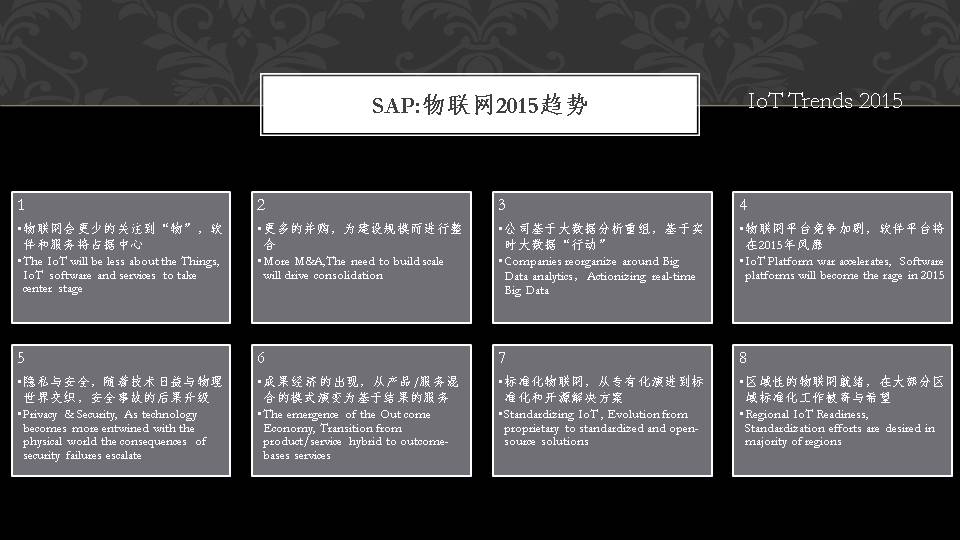 SAP:物联网2015趋势
IoT Trends 2015
1
•物联网会更少的关注到“物”，软
件和服务将占据中心
•The IoT will be less about the Things,
IoT software and services to take
center stage
2
•更多的并购，为建设规模而进行整
合
•More M&A,The need to build scale
will drive consolidation
3
•公司基于大数据分析重组，基于实
时大数据“行动”
•Companies reorganize around Big
Data analytics，Actionizing real-time
Big Data
4
•物联网平台竞争加剧，软件平台将
在2015年风靡
•IoT Platform war accelerates, Software
platforms will become the rage in 2015
5
•隐私与安全，随着技术日益与物理
世界交织，安全事故的后果升级
•Privacy & Security, As technology
becomes more entwined with the
physical world the consequences of
security failures escalate
6
•成果经济的出现，从产品/服务混
合的模式演变为基于结果的服务
•The emergence of the Out come
Economy, Transition from
product/service hybrid to outcome-
bases services
7
•标准化物联网，从专有化演进到标
准化和开源解决方案
•Standardizing IoT, Evolution from
proprietary to standardized and open-
source solutions
8
•区域性的物联网就绪，在大部分区
域标准化工作被寄与希望
•Regional IoT Readiness,
Standardization efforts are desired in
majority of regions